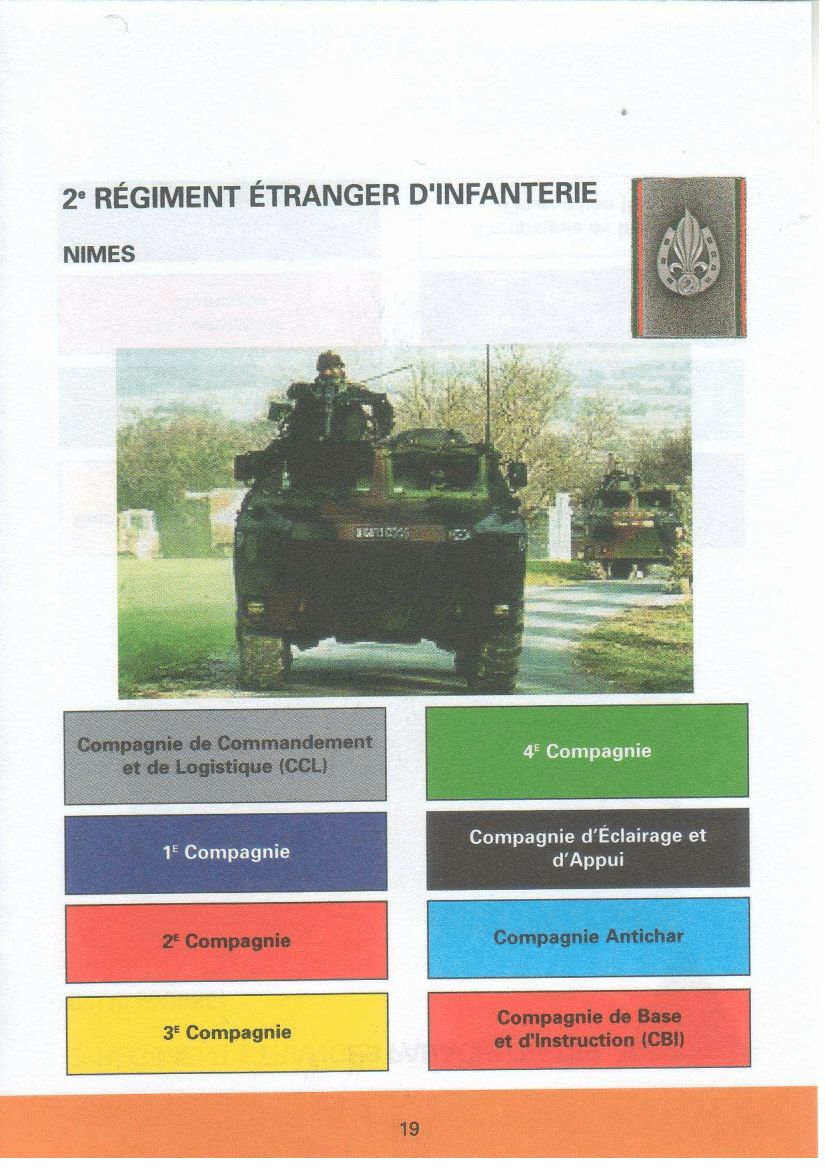 2e RÉGIMENT ÉTRANGER D'INFANTERIE
NIMES
2
Compagnie de Commandement
et de Logistique (CCL)
1E Compagnie
2E Compagnie
3E Compagnie
4E Compagnie
Compagnie d'Éclairage et
d'Appui
Compagnie Antichar
Compagnie de Base
et d'Instruction (CBI)
19